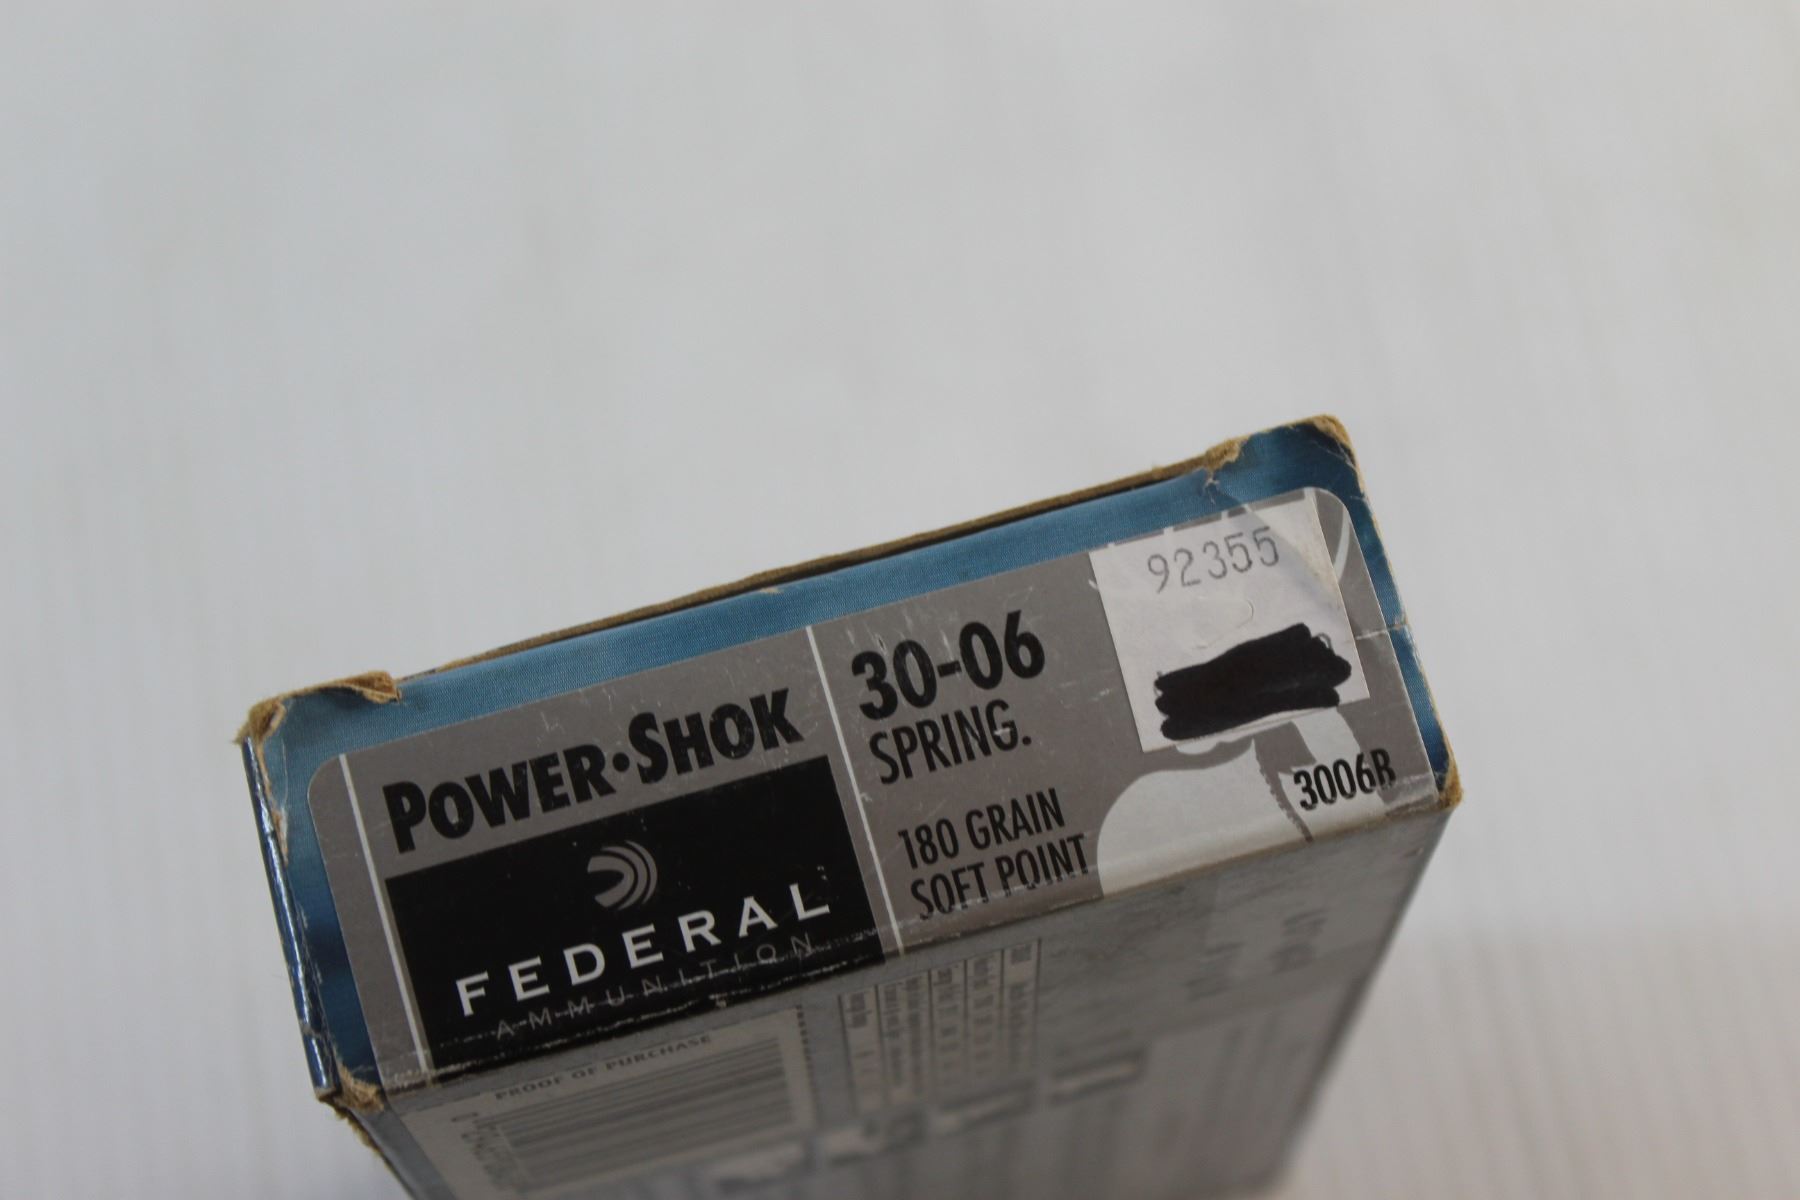 POWER•SHOK
FEDERAL
AMMUNITION
30-06
SPRING.
180 GRAIN
SOFT POINT
92355
3006B
PROOF OF PURCHASE